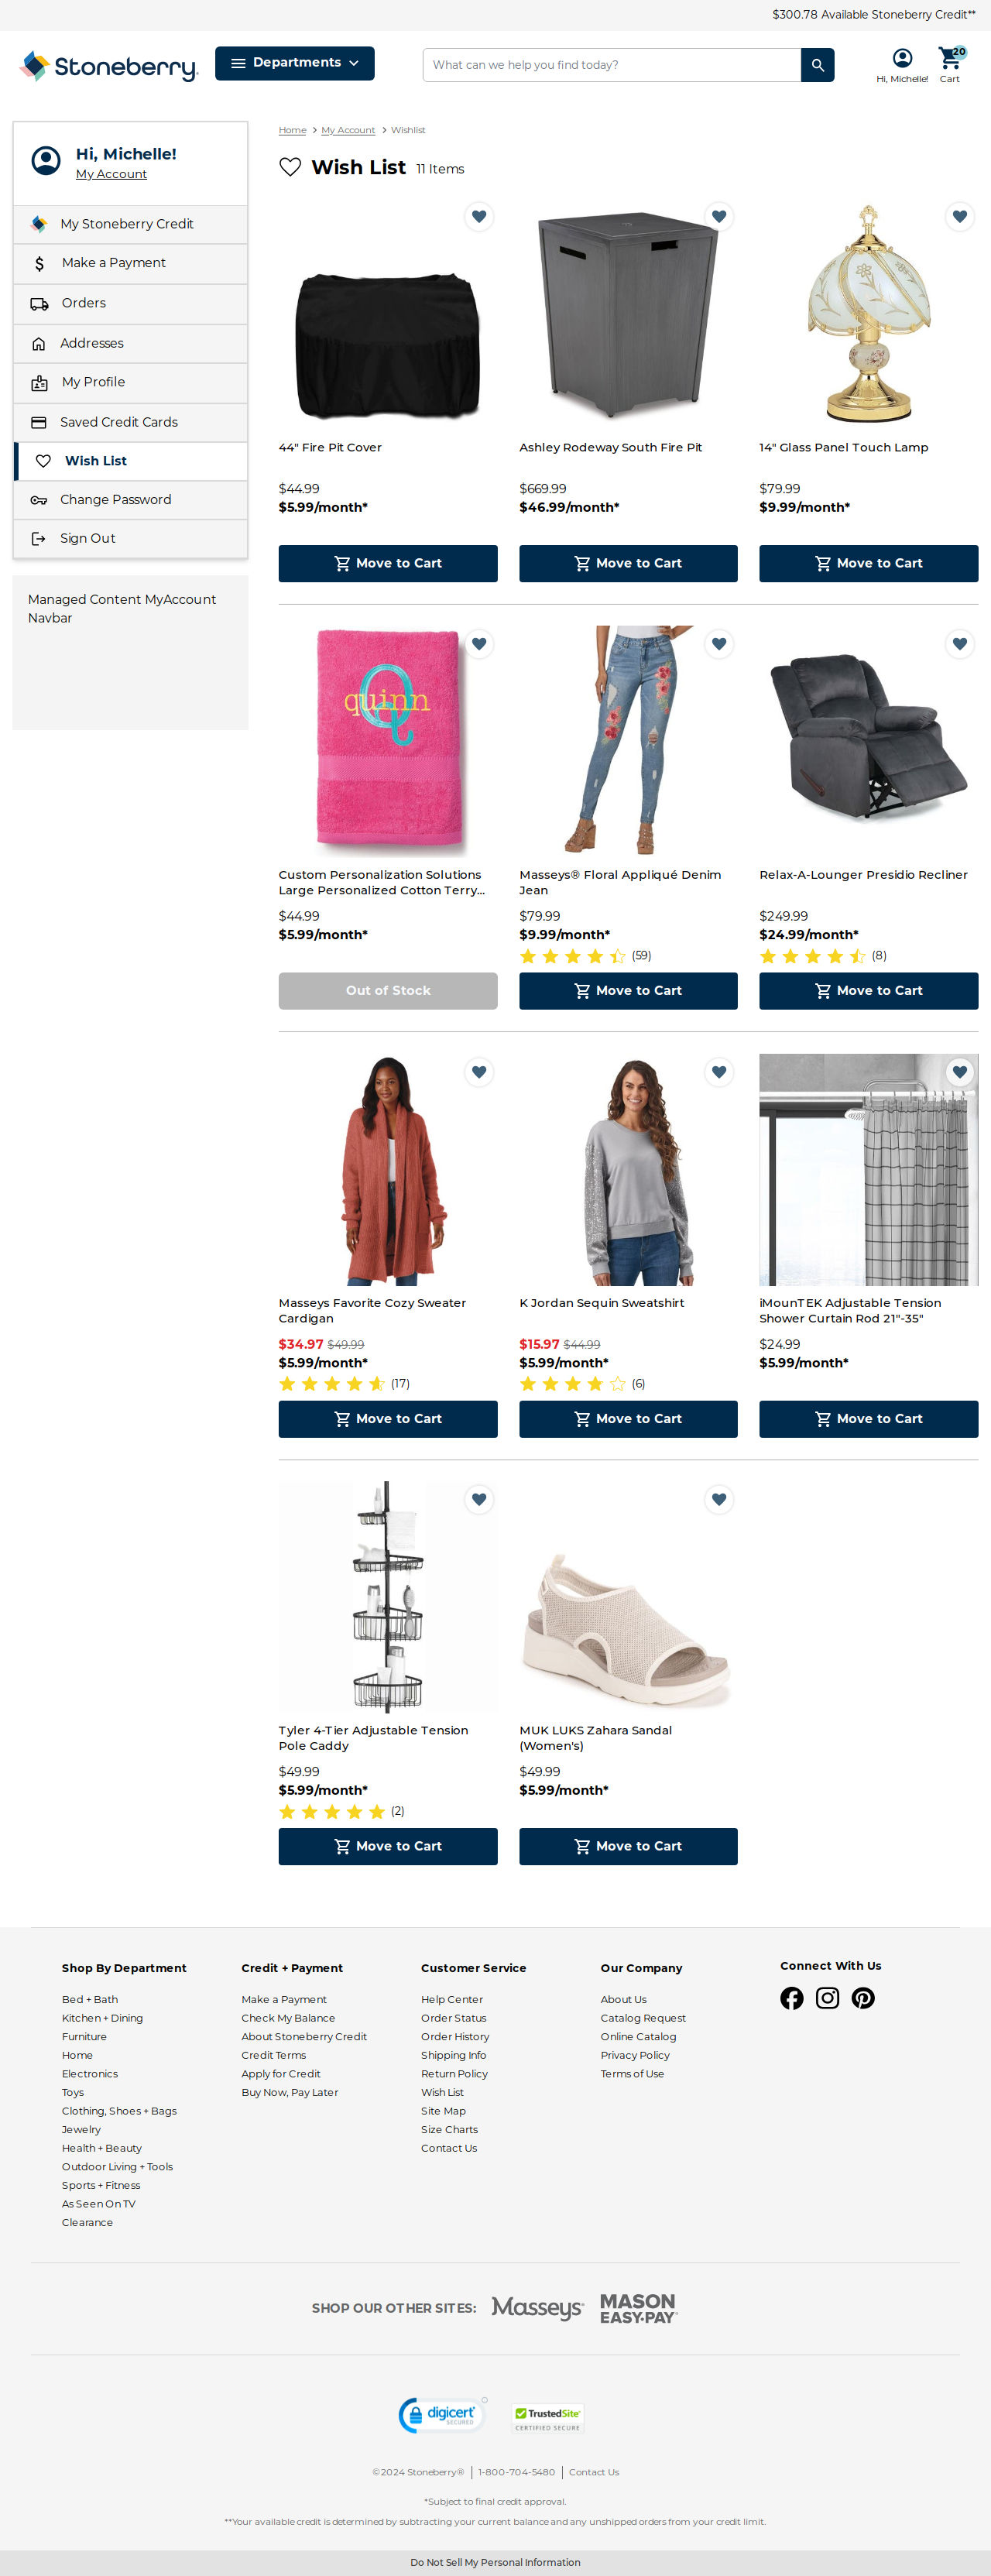 $300.78 Available Stoneberry Credit**
Stoneberry.
Departments
What can we help you find today?
20
Hi, Michelle!
Cart
Hi, Michelle!
My Account
My Stoneberry Credit
Make a Payment
Orders
Addresses
My Profile
Saved Credit Cards
Wish List
Change Password
Sign Out
Managed Content MyAccount
Navbar
Home > My Account > Wishlist
Wish List 11 Items
44" Fire Pit Cover
$44.99
$5.99/month*
Move to Cart
Ashley Rodeway South Fire Pit
$669.99
$46.99/month*
Move to Cart
14" Glass Panel Touch Lamp
$79.99
$9.99/month*
Move to Cart
quinn
Q
Custom Personalization Solutions
Large Personalized Cotton Terry...
$44.99
$5.99/month*
Out of Stock
Masseys® Floral Appliqué Denim
Jean
$79.99
$9.99/month*
(59)
Move to Cart
Relax-A-Lounger Presidio Recliner
$249.99
$24.99/month*
(8)
Move to Cart
Masseys Favorite Cozy Sweater
Cardigan
$34.97 $49.99
$5.99/month*
(17)
Move to Cart
K Jordan Sequin Sweatshirt
$15.97 $44.99
$5.99/month*
(6)
Move to Cart
iMounTEK Adjustable Tension
Shower Curtain Rod 21"-35"
$24.99
$5.99/month*
Move to Cart
Tyler 4-Tier Adjustable Tension
Pole Caddy
$49.99
$5.99/month*
(2)
Move to Cart
MUK LUKS Zahara Sandal
(Women's)
$49.99
$5.99/month*
Move to Cart
Shop By Department
Bed + Bath
Kitchen + Dining
Furniture
Home
Electronics
Toys
Clothing, Shoes + Bags
Jewelry
Health + Beauty
Outdoor Living + Tools
Sports + Fitness
As Seen On TV
Clearance
Credit + Payment
Make a Payment
Check My Balance
About Stoneberry Credit
Credit Terms
Apply for Credit
Buy Now, Pay Later
Customer Service
Help Center
Order Status
Order History
Shipping Info
Return Policy
Wish List
Site Map
Size Charts
Contact Us
Our Company
About Us
Catalog Request
Online Catalog
Privacy Policy
Terms of Use
Connect With Us
SHOP OUR OTHER SITES:
Masseys
MASON
EASY•PAY
digicert
SECURED
TrustedSite
CERTIFIED SECURE
©2024 Stoneberry® | 1-800-704-5480 | Contact Us
*Subject to final credit approval.
**Your available credit is determined by subtracting your current balance and any unshipped orders from your credit limit.
Do Not Sell My Personal Information